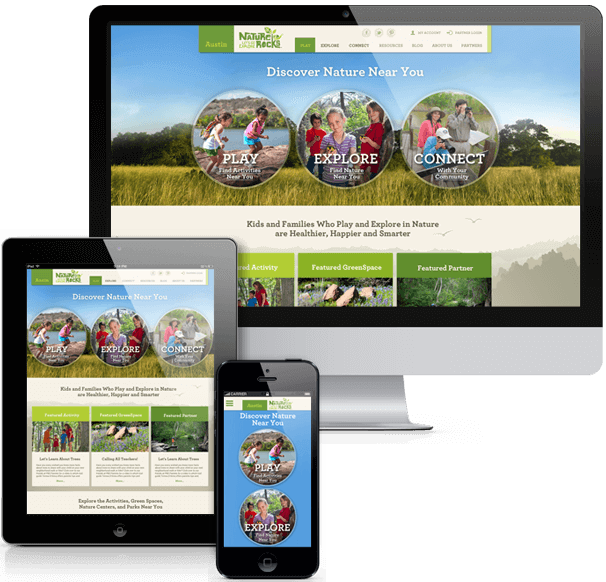 Austin
NATURE
ROCKS
MY ACCOUNT
PARTNER LOGIN
PLAY
EXPLORE
CONNECT
RESOURCES
BLOG
ABOUT US
PARTNERS
Discover Nature Near You
PLAY
Find Activities
Near You
EXPLORE
Find Nature
Near You
CONNECT
With Your
Community
Kids and Families Who Play and Explore in Nature
are Healthier, Happier and Smarter
d Activity
Featured GreenSpace
Featured Partner
iPad
Austin
NATURE
ROCKS
Discover Nature Near You
PLAY
Find Activities
Near You
EXPLORE
Find Nature
Near You
CONNECT
With Your
Community
Kids and Families Who Play and Explore in Nature
are Healthier, Happier and Smarter
Featured Activity
Featured GreenSpace
Featured Partner
Let's Learn About Trees
Calling All Teachers!
Let's Learn About Trees
Explore the Activities, Green Spaces,
Nature Centers, and Parks Near You
CARRIER
Austin
NATURE
ROCKS
Discover Nature
Near You
PLAY
Find Activities
Near You
EXPLORE
Find Nature
Near You